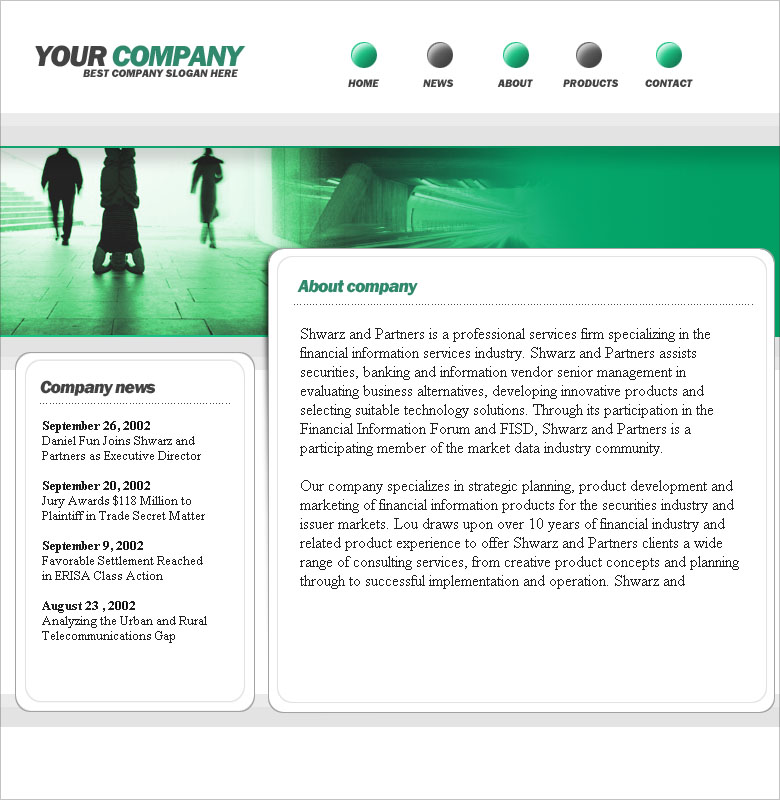 YOUR COMPANY
BEST COMPANY SLOGAN HERE
HOME NEWS ABOUT PRODUCTS CONTACT
About company
Shwarz and Partners is a professional services firm specializing in the
financial information services industry. Shwarz and Partners assists
securities, banking and information vendor senior management in
evaluating business alternatives, developing innovative products and
selecting suitable technology solutions. Through its participation in the
Financial Information Forum and FISD, Shwarz and Partners is a
participating member of the market data industry community.
Our company specializes in strategic planning, product development and
marketing of financial information products for the securities industry and
issuer markets. Lou draws upon over 10 years of financial industry and
related product experience to offer Shwarz and Partners clients a wide
range of consulting services, from creative product concepts and planning
through to successful implementation and operation. Shwarz and
Company news
September 26, 2002
Daniel Fun Joins Shwarz and
Partners as Executive Director
September 20, 2002
Jury Awards $118 Million to
Plaintiff in Trade Secret Matter
September 9, 2002
Favorable Settlement Reached
in ERISA Class Action
August 23 , 2002
Analyzing the Urban and Rural
Telecommunications Gap